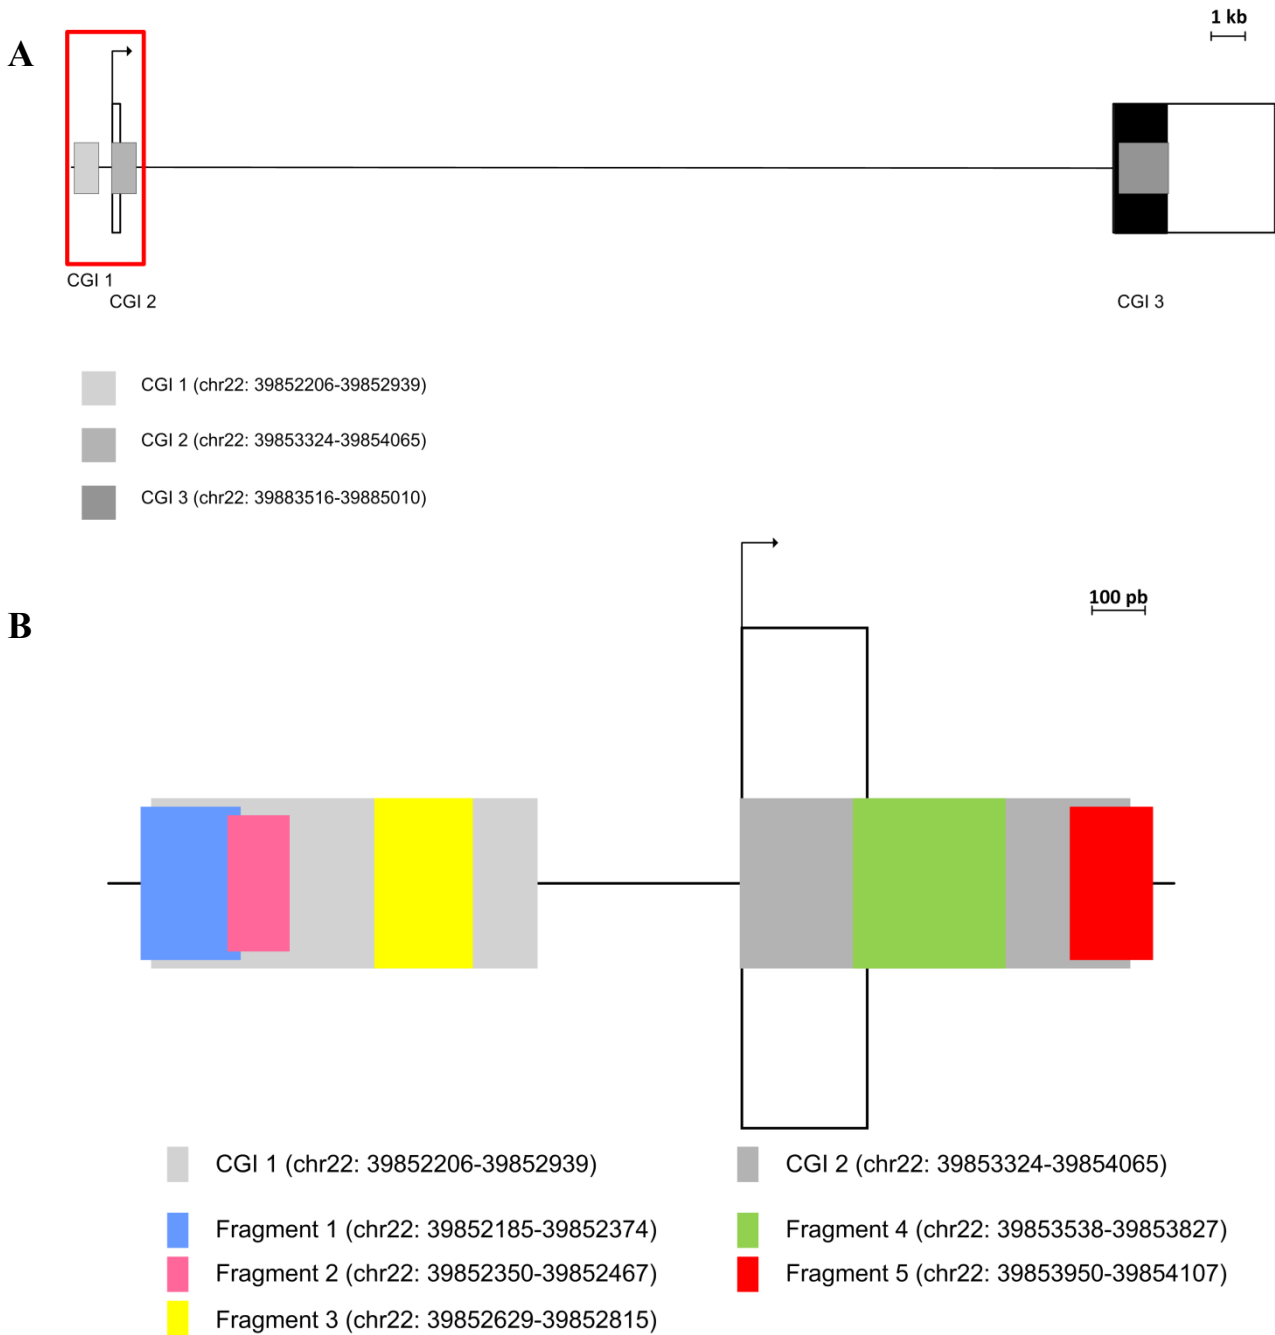 A
1 kb
CGI 1
CGI 2
CGI 3
CGI 1 (chr22: 39852206-39852939)
CGI 2 (chr22: 39853324-39854065)
CGI 3 (chr22: 39883516-39885010)
B
100 pb
CGI 1 (chr22: 39852206-39852939)
CGI 2 (chr22: 39853324-39854065)
Fragment 1 (chr22: 39852185-39852374)
Fragment 4 (chr22: 39853538-39853827)
Fragment 2 (chr22: 39852350-39852467)
Fragment 5 (chr22: 39853950-39854107)
Fragment 3 (chr22: 39852629-39852815)